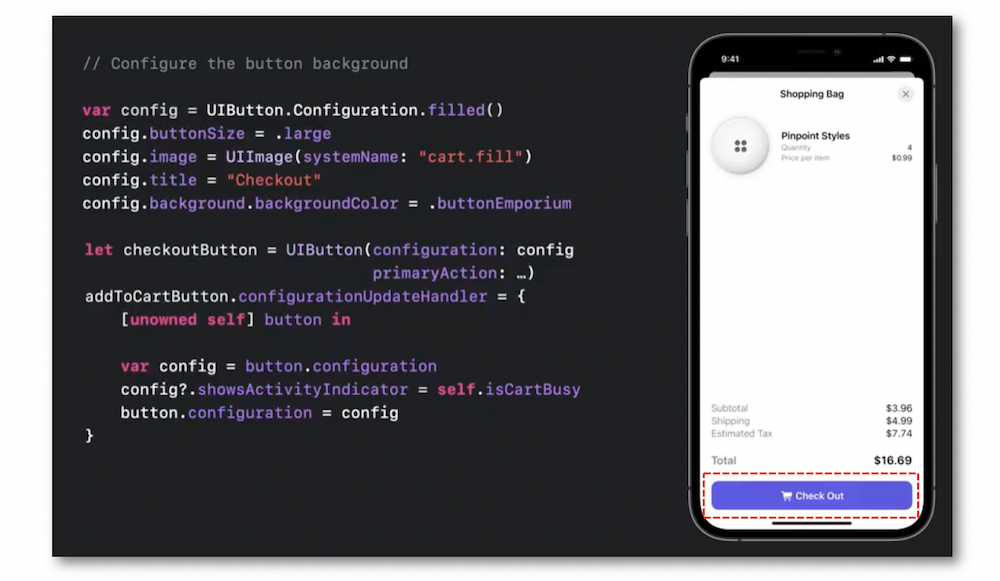 // Configure the button background
var config = UIButton.Configuration.filled()
config.buttonSize = .large
config.image = UIImage(systemName: "cart.fill")
config.title = "Checkout"
config.background.backgroundColor = .buttonEmporium
let checkoutButton = UIButton(configuration: config
primaryAction: …)
addToCartButton.configurationUpdateHandler = {
[unowned self] button in
var config = button.configuration
config?.showsActivityIndicator = self.isCartBusy
button.configuration = config
}
9:41
Shopping Bag
Pinpoint Styles
Quantity 4
Price per item $0.99
Subtotal $3.96
Shipping $4.99
Estimated Tax $7.74
Total $16.69
Check Out